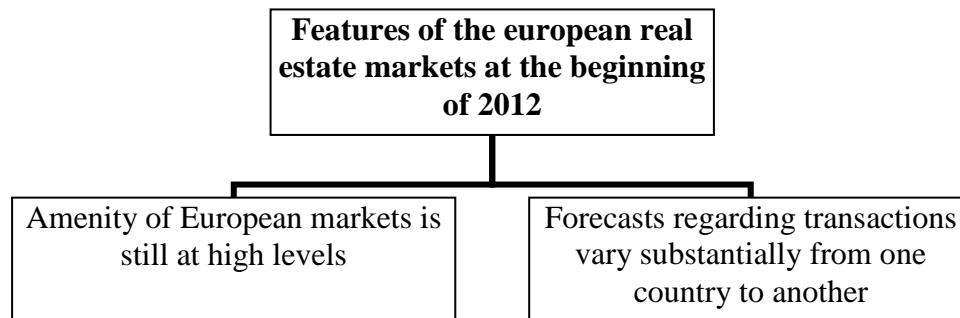 Features of the european real
estate markets at the beginning
of 2012
Amenity of European markets is
still at high levels
Forecasts regarding transactions
vary substantially from one
country to another